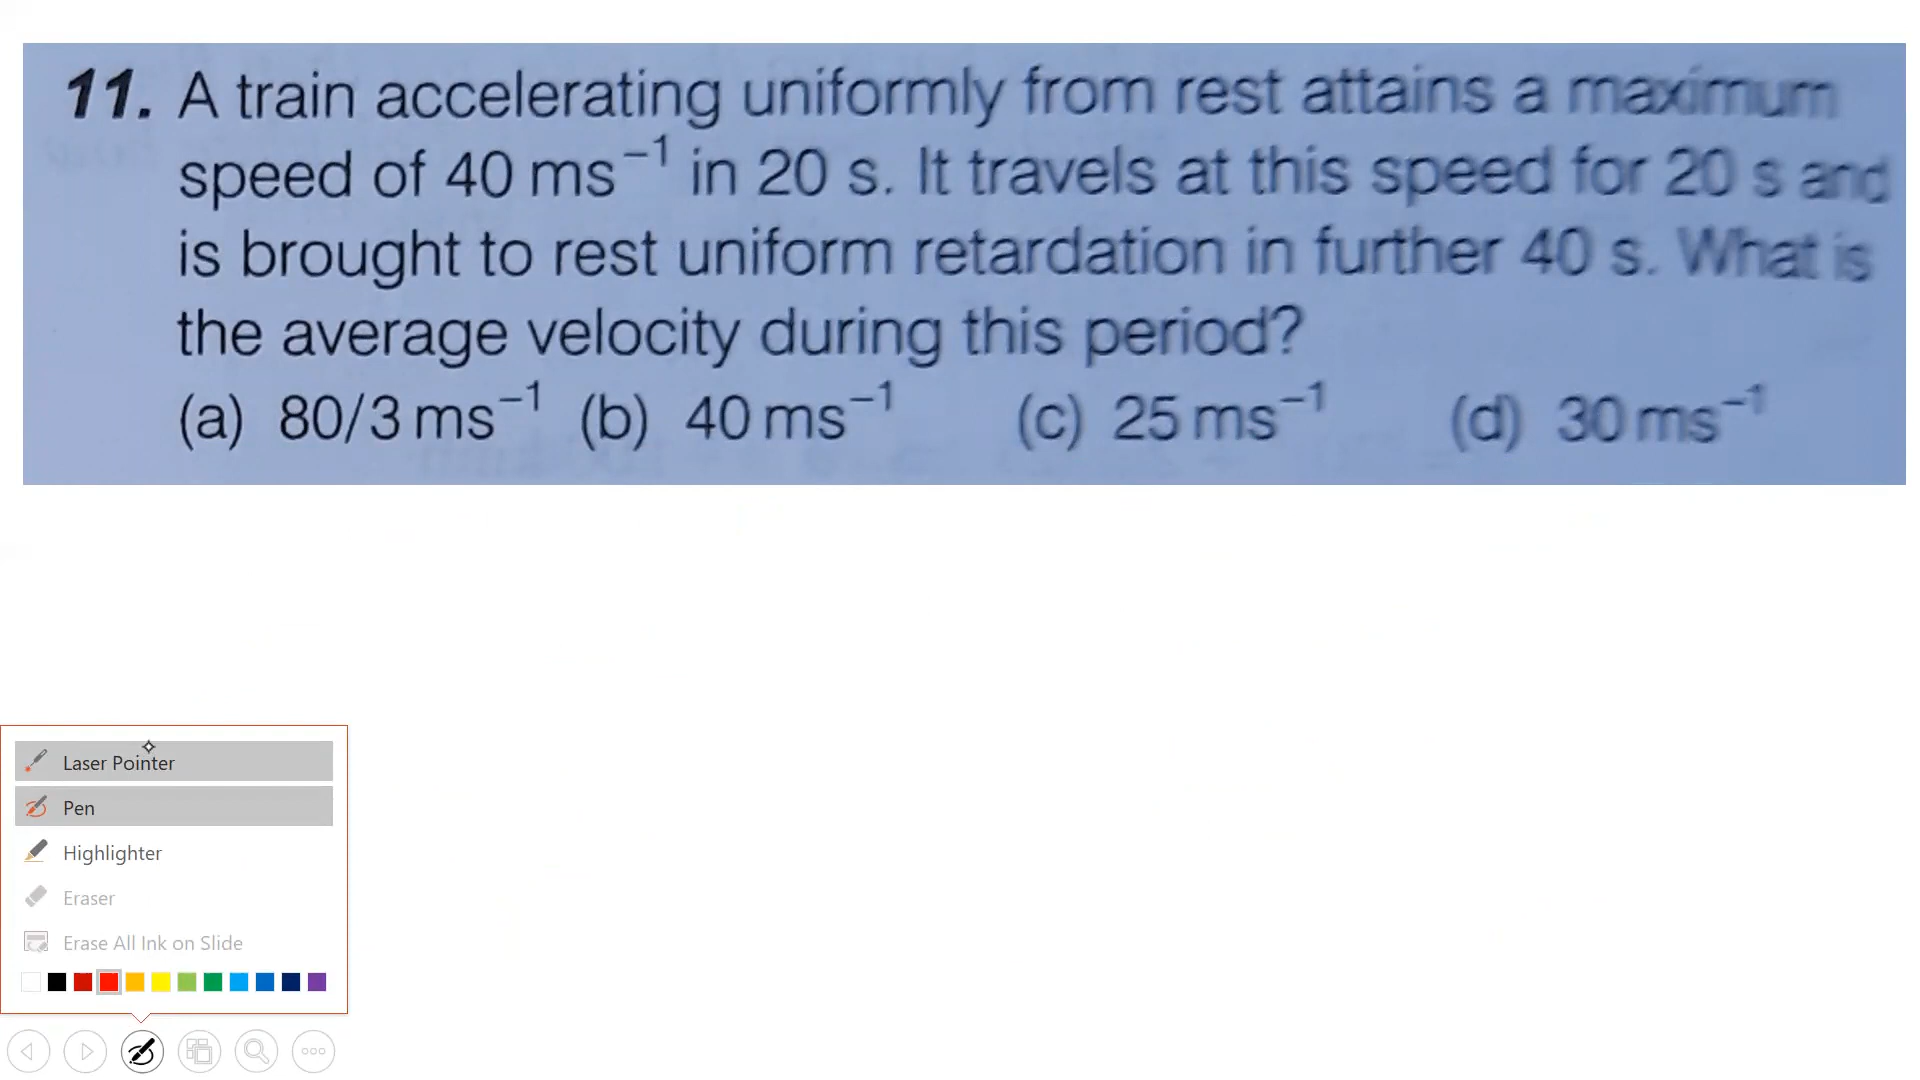 11. A train accelerating uniformly from rest attains a maximum
speed of 40 ms⁻¹ in 20 s. It travels at this speed for 20 s and
is brought to rest uniform retardation in further 40 s. What is
the average velocity during this period?
(a) 80/3 ms⁻¹ (b) 40 ms⁻¹ (c) 25 ms⁻¹ (d) 30 ms⁻¹
Laser Pointer
Pen
Highlighter
Eraser
Erase All Ink on Slide